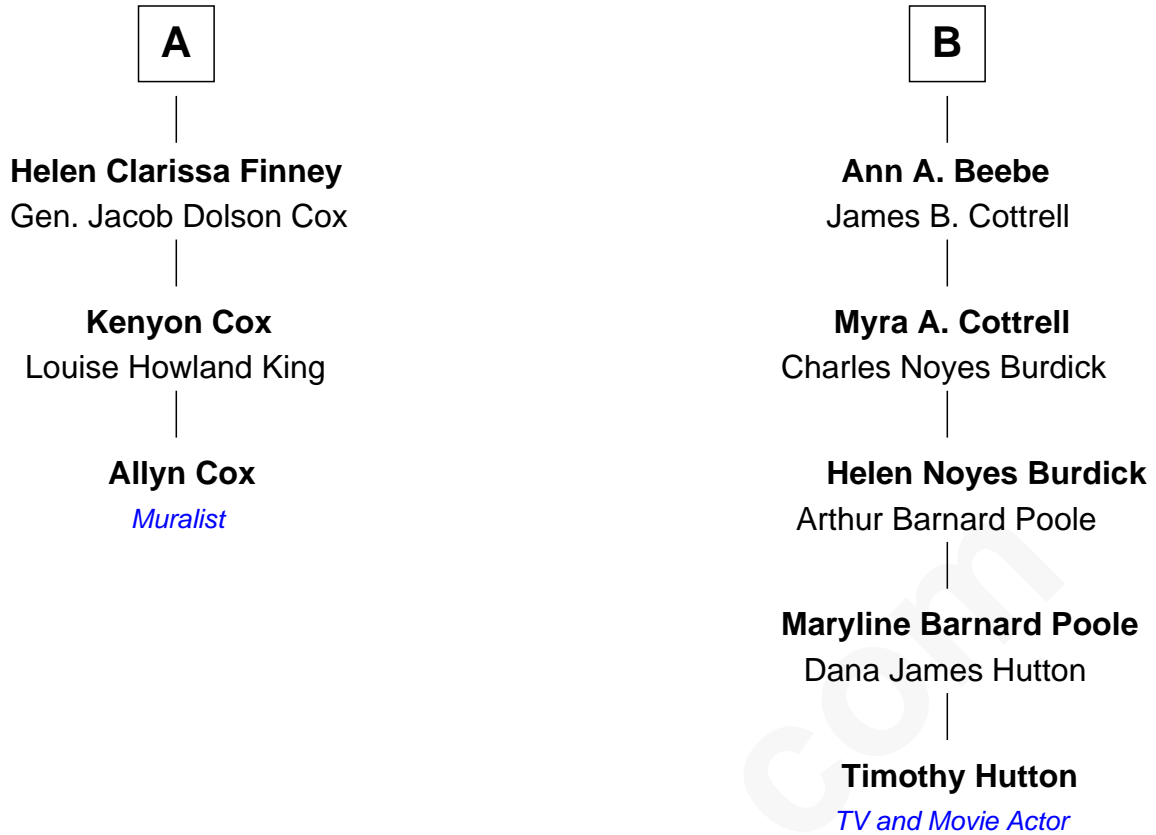 A
Helen Clarissa Finney
Gen. Jacob Dolson Cox
Kenyon Cox
Louise Howland King
Allyn Cox
Muralist
B
Ann A. Beebe
James B. Cottrell
Myra A. Cottrell
Charles Noyes Burdick
Helen Noyes Burdick
Arthur Barnard Poole
Maryline Barnard Poole
Dana James Hutton
Timothy Hutton
TV and Movie Actor
com